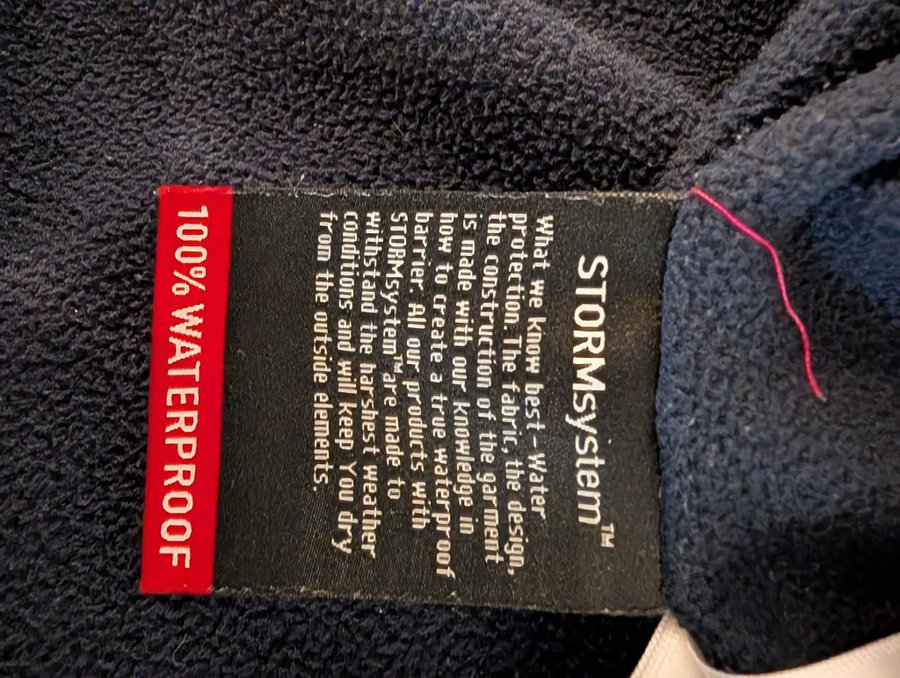 STORMsystem™
What we know best-Water
protection. The fabric, the design,
the construction of the garment
is made with our knowledge in
how to create a true waterproof
barrier. All our products with
STORMsystem™ are made to
withstand the harshest weather
conditions and will keep You dry
from the outside elements.
100% WATERPROOF